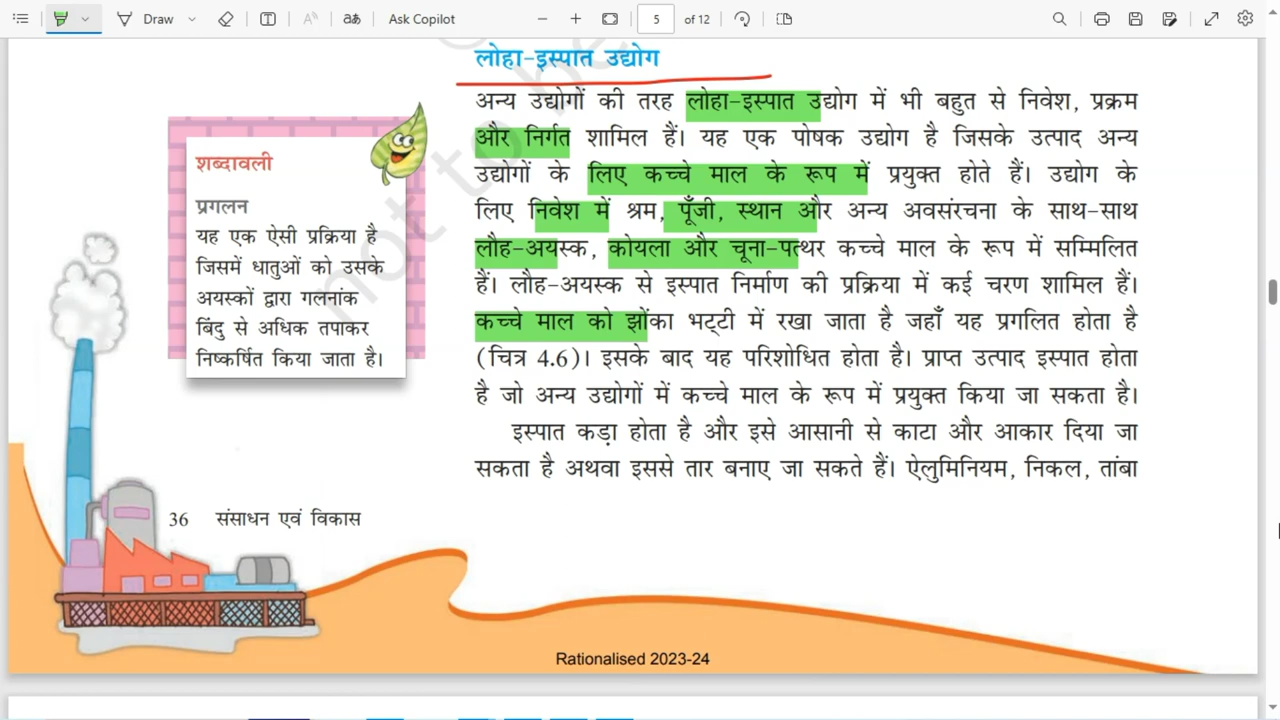 Draw
Ask Copilot
5 of 12
लोहा-इस्पात उद्योग
अन्य उद्योगों की तरह लोहा-इस्पात उद्योग में भी बहुत से निवेश, प्रक्रम
और निर्गत शामिल हैं। यह एक पोषक उद्योग है जिसके उत्पाद अन्य
उद्योगों के लिए कच्चे माल के रूप में प्रयुक्त होते हैं। उद्योग के
लिए निवेश में श्रम, पूँजी, स्थान और अन्य अवसंरचना के साथ-साथ
लौह-अयस्क, कोयला और चूना-पत्थर कच्चे माल के रूप में सम्मिलित
हैं। लौह-अयस्क से इस्पात निर्माण की प्रक्रिया में कई चरण शामिल हैं।
कच्चे माल को झोंका भट्टी में रखा जाता है जहाँ यह प्रगलित होता है
(चित्र 4.6)। इसके बाद यह परिशोधित होता है। प्राप्त उत्पाद इस्पात होता
है जो अन्य उद्योगों में कच्चे माल के रूप में प्रयुक्त किया जा सकता है।
इस्पात कड़ा होता है और इसे आसानी से काटा और आकार दिया जा
सकता है अथवा इससे तार बनाए जा सकते हैं। ऐलुमिनियम, निकल, तांबा
शब्दावली
प्रगलन
यह एक ऐसी प्रक्रिया है
जिसमें धातुओं को उसके
अयस्कों द्वारा गलनांक
बिंदु से अधिक तपाकर
निष्कर्षित किया जाता है।
36 संसाधन एवं विकास
Rationalised 2023-24
not to be